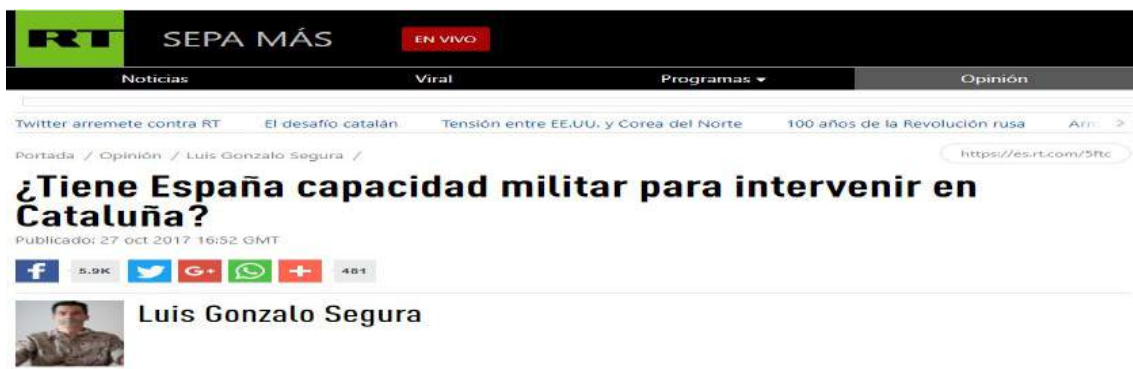 RT SEPA MÁS EN VIVO
Noticias Viral Programas Opinión
Twitter arremete contra RT El desafío catalán Tensión entre EE.UU. y Corea del Norte 100 años de la Revolución rusa Arm
Portada / Opinión / Luis Gonzalo Segura / https://es.rt.com/5ftc
¿Tiene España capacidad militar para intervenir en
Cataluña?
Publicado: 27 oct 2017 16:52 GMT
f 5.9K G+ + 481
Luis Gonzalo Segura